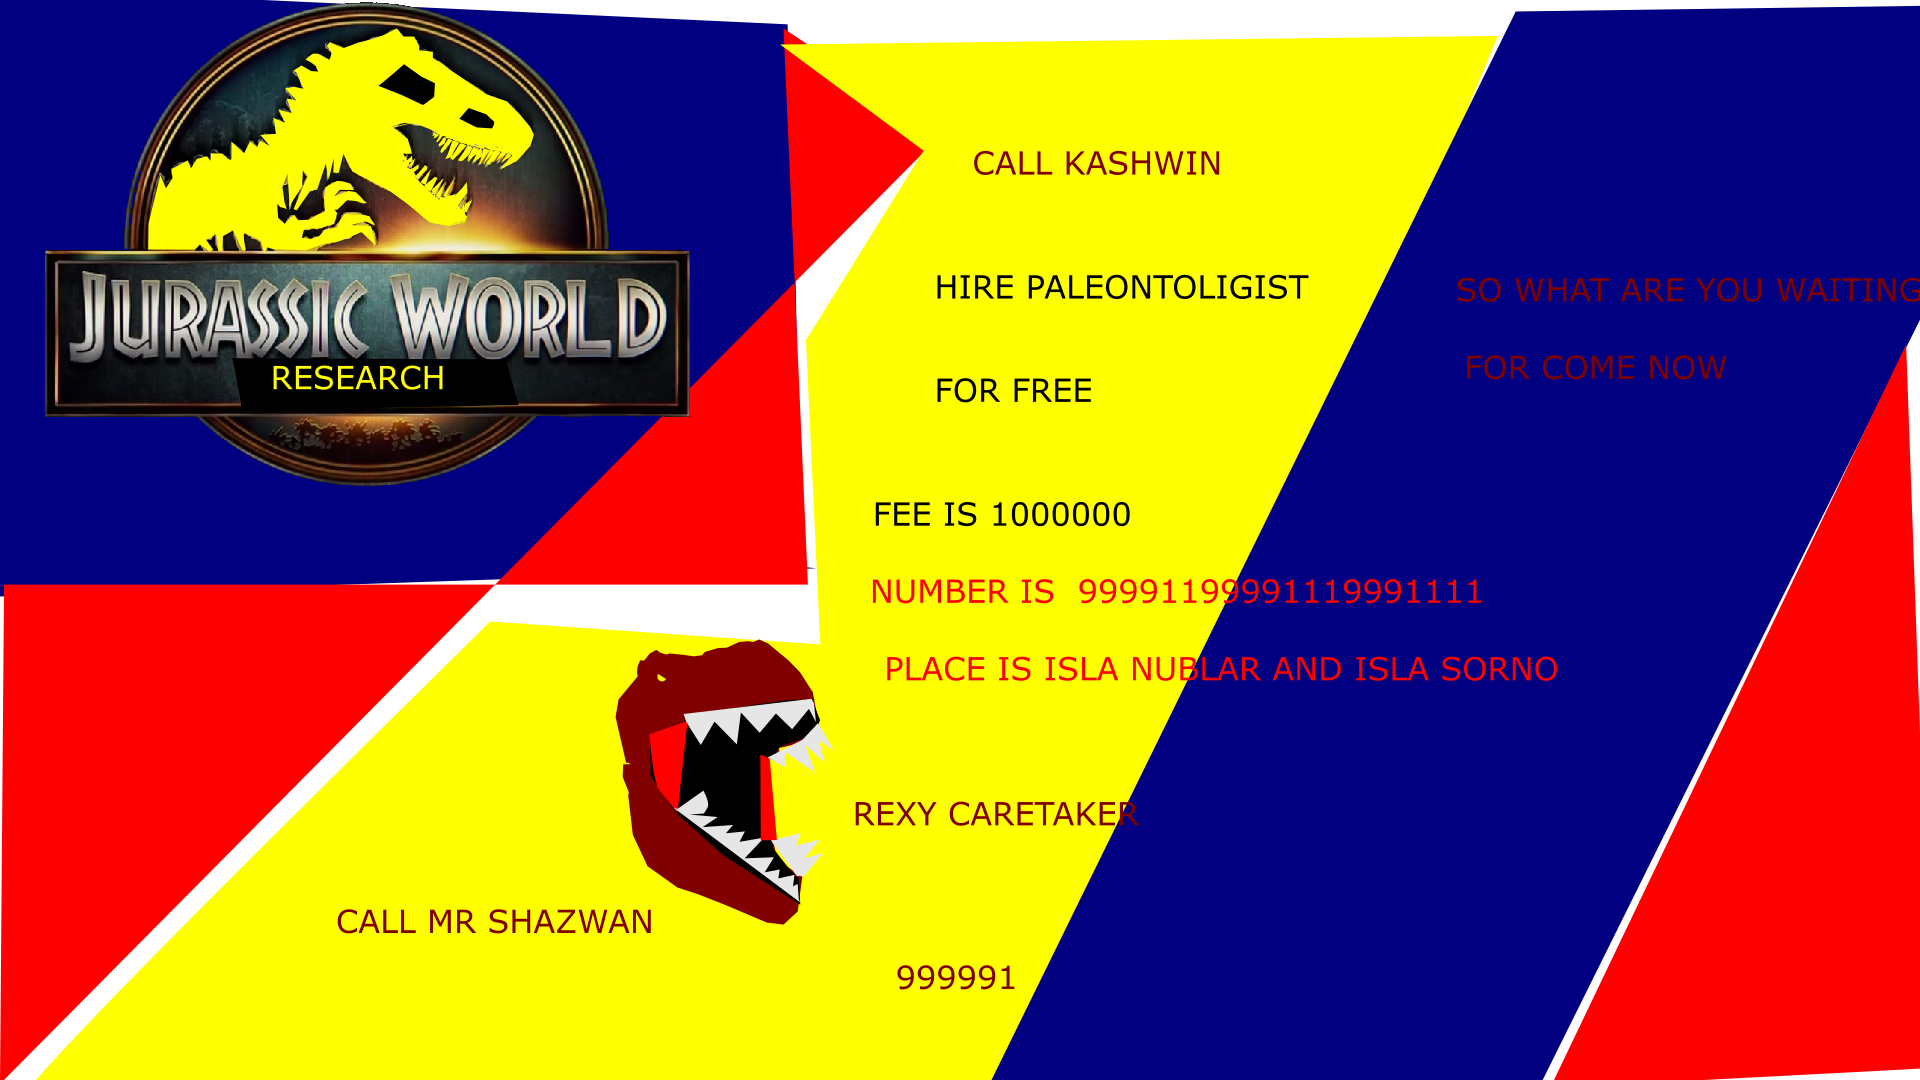 JURASSIC WORLD
RESEARCH
CALL KASHWIN
HIRE PALEONTOLIGIST
FOR FREE
FEE IS 1000000
NUMBER IS 99991199991119991111
PLACE IS ISLA NUBLAR AND ISLA SORNO
REXY CARETAKER
CALL MR SHAZWAN
999991
SO WHAT ARE YOU WAITING
FOR COME NOW